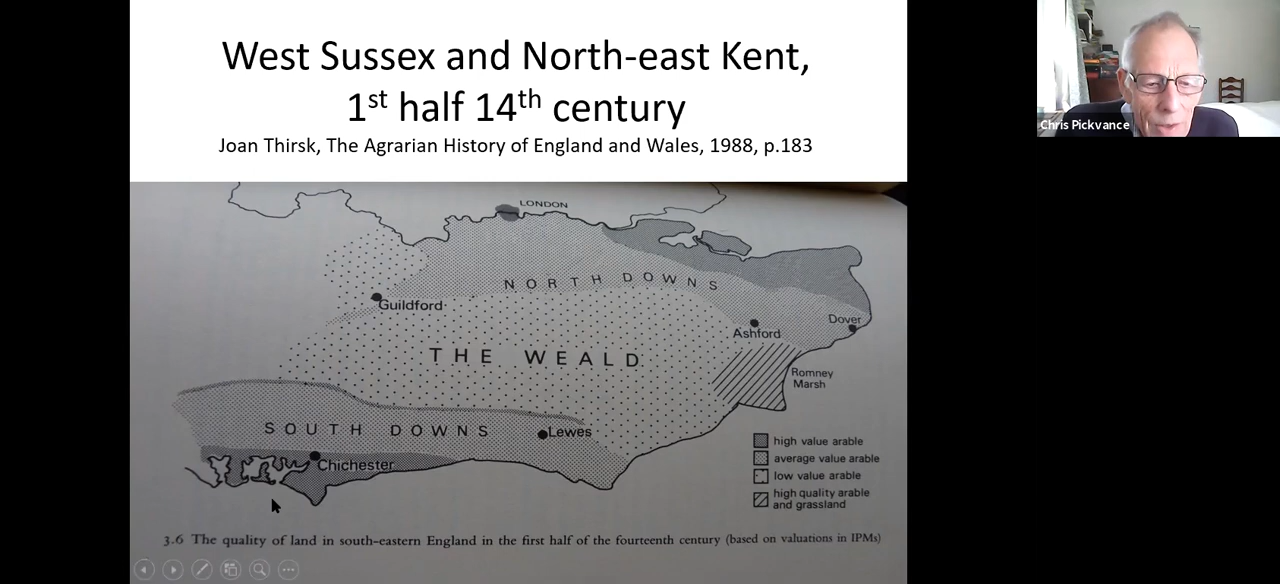 West Sussex and North-east Kent,
1st half 14th century
Joan Thirsk, The Agrarian History of England and Wales, 1988, p.183
Chris Pickvance
LONDON
NORTH DOWNS
Guildford
Dover
Ashford
THE WEALD
Romney
Marsh
SOUTH DOWNS
Lewes
Chichester
high value arable
average value arable
low value arable
high quality arable
and grassland
3.6 The quality of land in south-eastern England in the first half of the fourteenth century (based on valuations in IPMs)